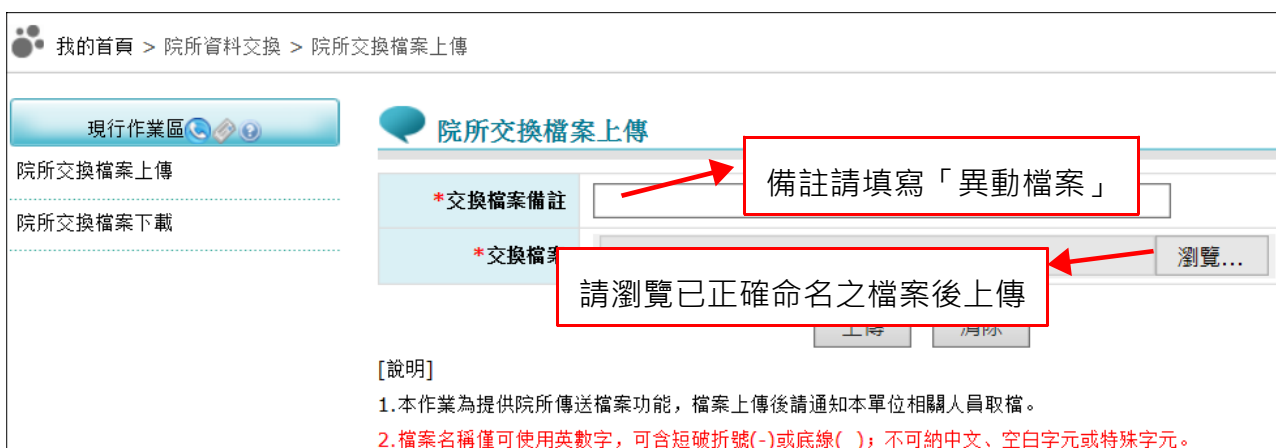 我的首頁 > 院所資料交換 > 院所交換檔案上傳
現行作業區
院所交換檔案上傳
院所交換檔案下載
院所交換檔案上傳
*交換檔案備註
備註請填寫「異動檔案」
*交換檔案
瀏覽...
請瀏覽已正確命名之檔案後上傳
上傳 清除
[說明]
1.本作業為提供院所傳送檔案功能，檔案上傳後請通知本單位相關人員取檔。
2.檔案名稱僅可使用英數字，可含短破折號(-)或底線(_)；不可納中文、空白字元或特殊字元。